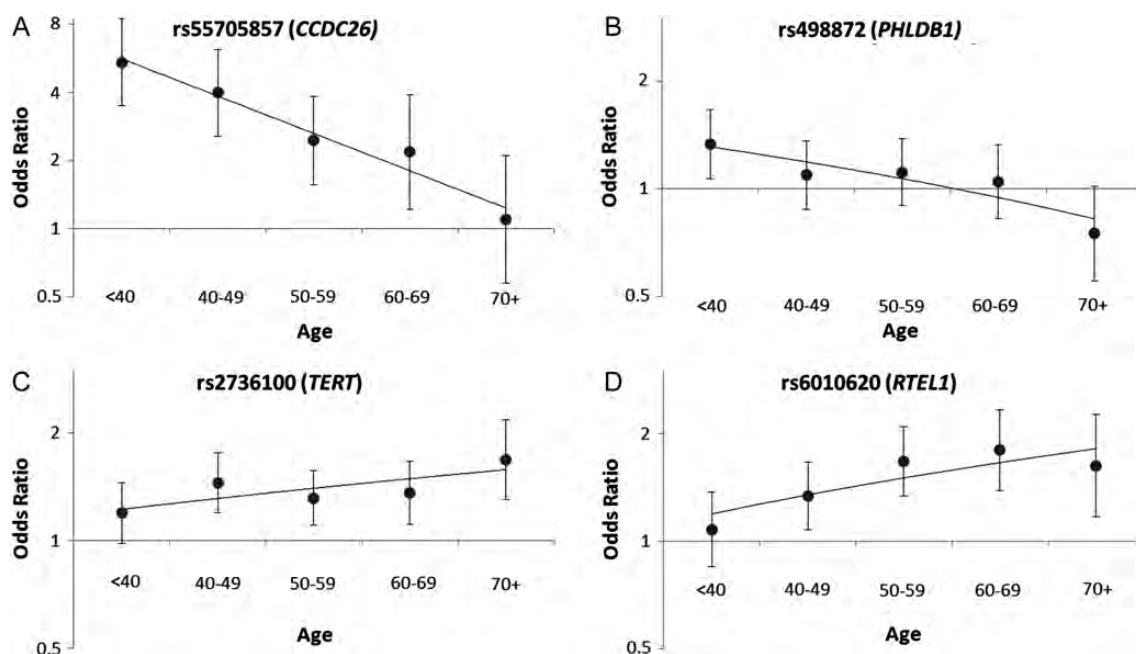 A
rs55705857 (CCDC26)
8
4
2
1
0.5
Odds Ratio
<40 40-49 50-59 60-69 70+
Age
B
rs498872 (PHLDB1)
2
1
0.5
Odds Ratio
<40 40-49 50-59 60-69 70+
Age
C
rs2736100 (TERT)
2
1
0.5
Odds Ratio
<40 40-49 50-59 60-69 70+
Age
D
rs6010620 (RTEL1)
2
1
0.5
Odds Ratio
<40 40-49 50-59 60-69 70+
Age